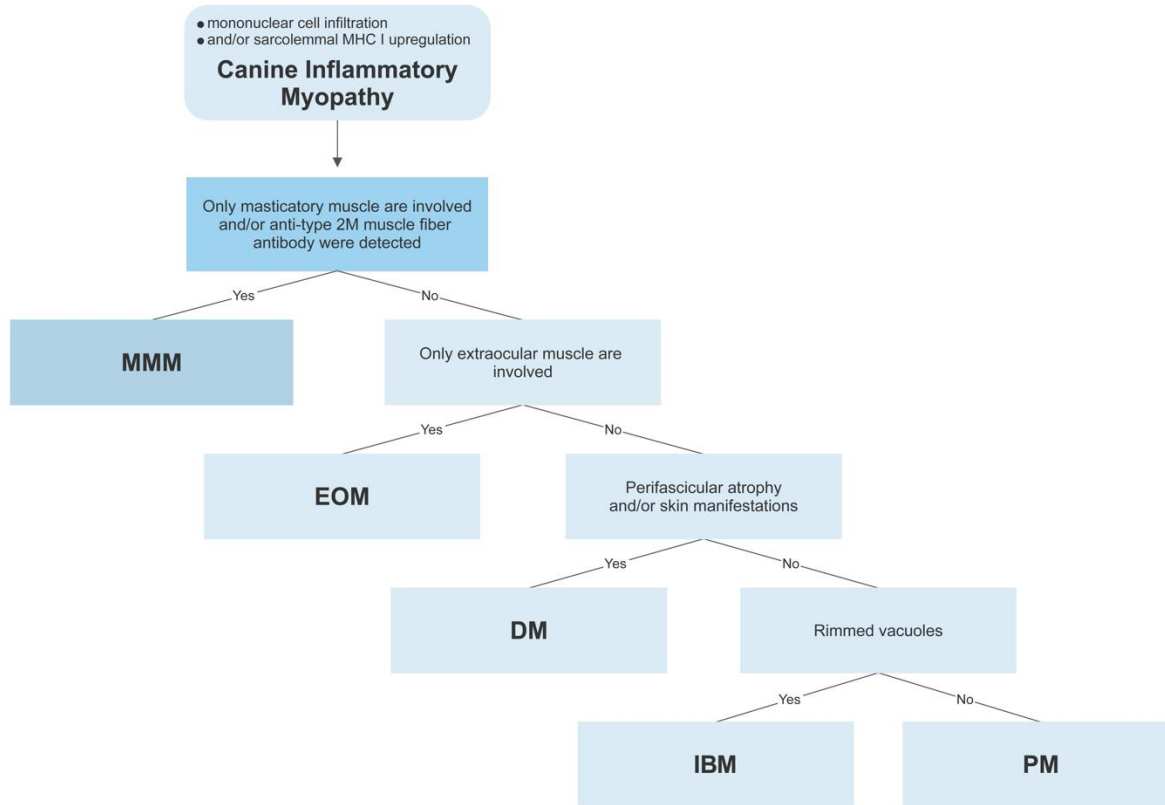 ● mononuclear cell infiltration
● and/or sarcolemmal MHC I upregulation
Canine Inflammatory
Myopathy
Only masticatory muscle are involved
and/or anti-type 2M muscle fiber
antibody were detected
Yes
No
MMM
Only extraocular muscle are
involved
Yes
No
EOM
Perifascicular atrophy
and/or skin manifestations
Yes
No
DM
Rimmed vacuoles
Yes
No
IBM
PM